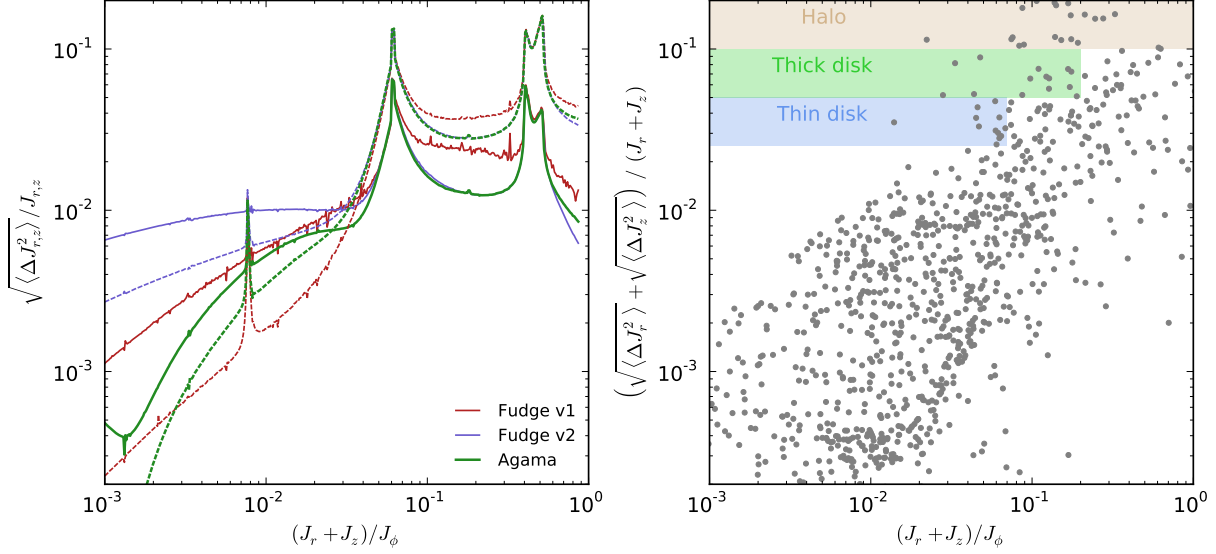 √⟨ΔJ²_{r,z}⟩ / J_{r,z}
10⁻¹
10⁻²
10⁻³
Fudge v1
Fudge v2
Agama
10⁻³ 10⁻² 10⁻¹ 10⁰
(J_r + J_z)/J_ϕ
(√⟨ΔJ_r²⟩ + √⟨ΔJ_z²⟩) / (J_r + J_z)
10⁻¹
10⁻²
10⁻³
Halo
Thick disk
Thin disk
10⁻³ 10⁻² 10⁻¹ 10⁰
(J_r + J_z)/J_ϕ